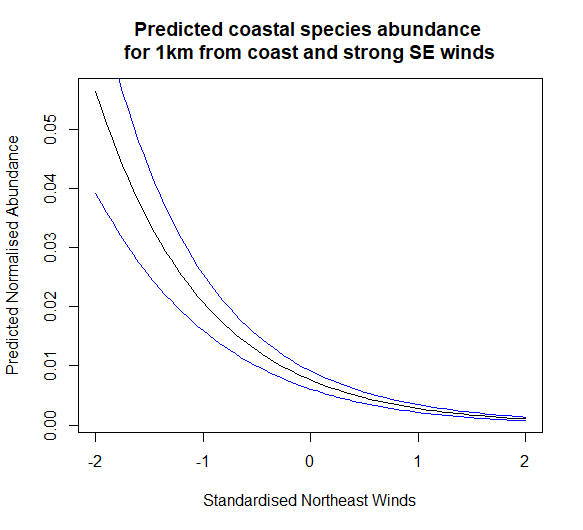 Predicted coastal species abundance
for 1km from coast and strong SE winds
Predicted Normalised Abundance
0.05
0.04
0.03
0.02
0.01
0.00
-2
-1
0
1
2
Standardised Northeast Winds